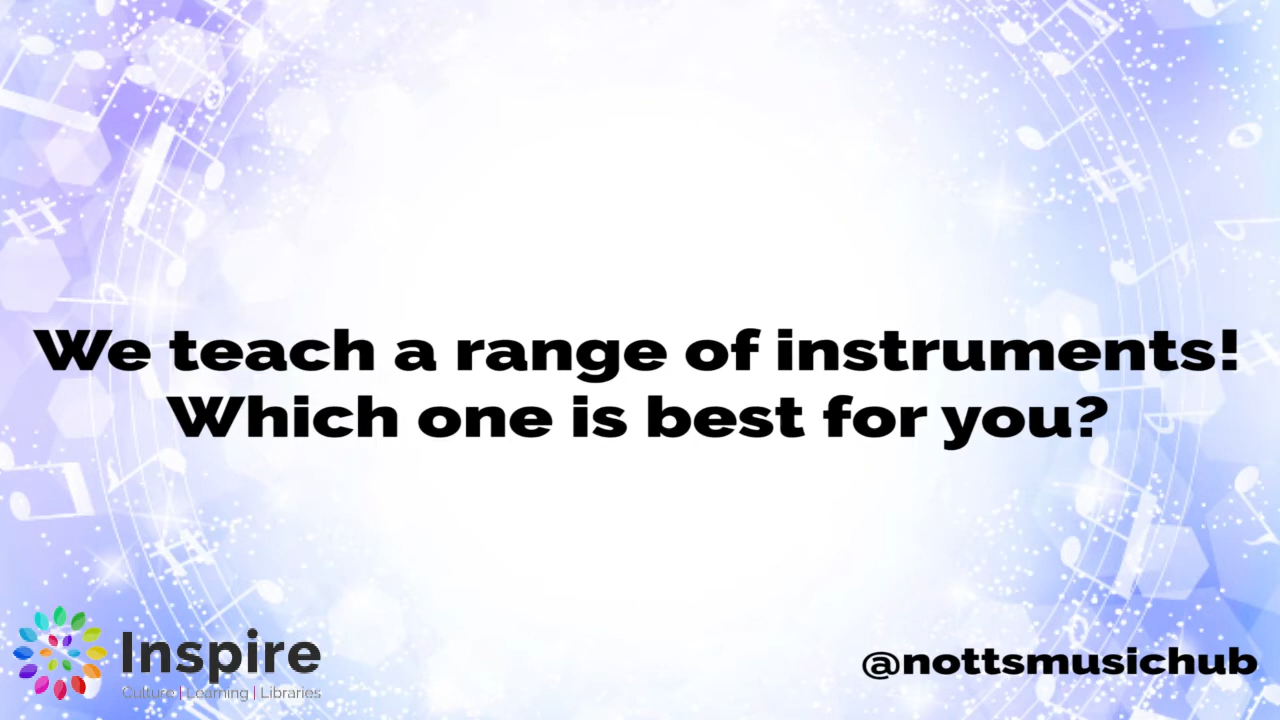 We teach a range of instruments!
Which one is best for you?
Inspire
Culture | Learning | Libraries
@nottsmusichub